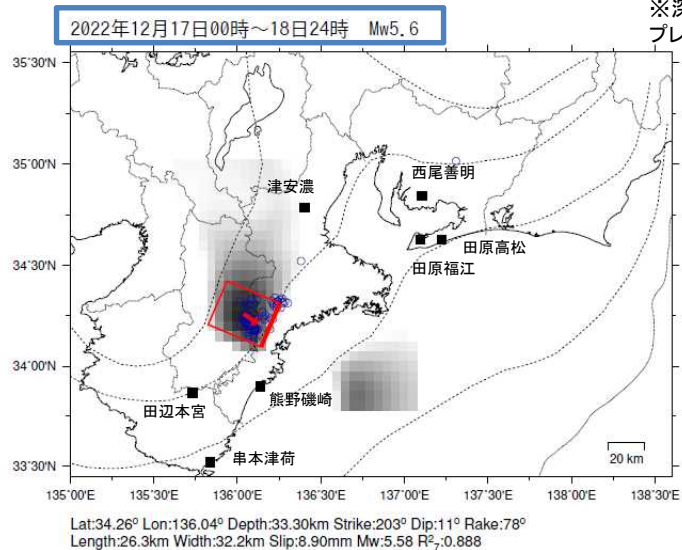 2022年12月17日00時～18日24時 Mw5.6
プレ
35°30'N
35°00'N
34°30'N
34°00'N
33°30'N
西尾善明
津安濃
田原高松
田原福江
熊野磯崎
田辺本宮
串本津荷
20 km
135°00'E 135°30'E 136°00'E 136°30'E 137°00'E 137°30'E 138°00'E 138°30'E
Lat:34.26° Lon:136.04° Depth:33.30km Strike:203° Dip:11° Rake:78°
Length:26.3km Width:32.2km Slip:8.90mm Mw:5.58 R²₇:0.888